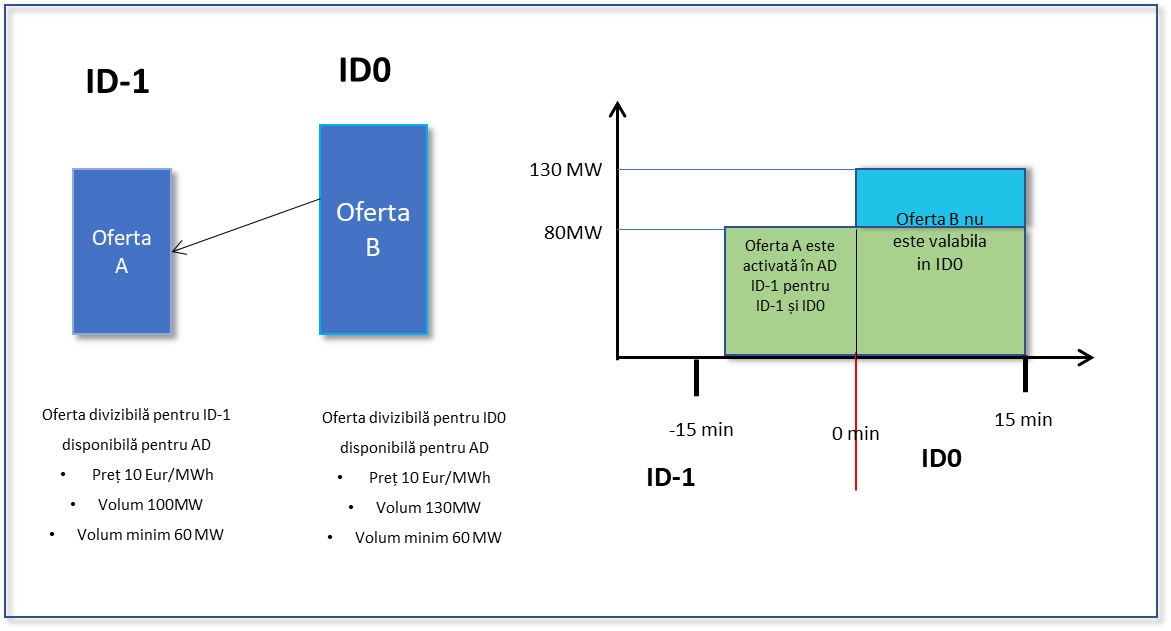 ID-1
ID0
Oferta
A
Oferta
B
Oferta divizibilă pentru ID-1
disponibilă pentru AD
• Preț 10 Eur/MWh
• Volum 100MW
• Volum minim 60 MW
Oferta divizibilă pentru ID0
disponibilă pentru AD
• Preț 10 Eur/MWh
• Volum 130MW
• Volum minim 60 MW
130 MW
80MW
Oferta A este
activată în AD
ID-1 pentru
ID-1 și ID0
Oferta B nu
este valabila
in ID0
-15 min
0 min
15 min
ID-1
ID0